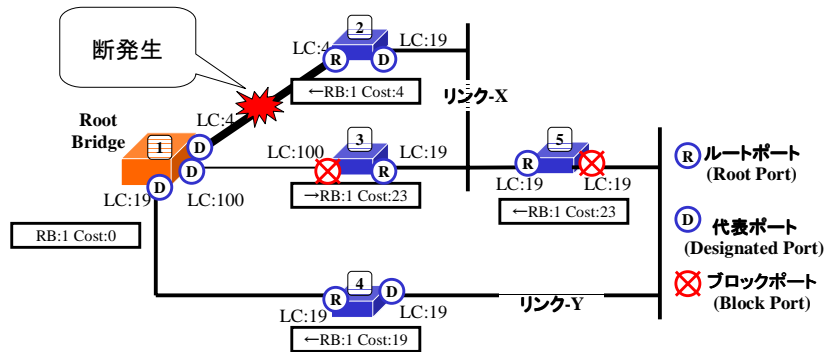 断発生
LC:4
2
LC:19
R
D
←RB:1 Cost:4
リンク-X
LC:4
Root
Bridge
1
D
D
D
LC:19
LC:100
RB:1 Cost:0
LC:100
3
LC:19
R
→RB:1 Cost:23
5
R
LC:19
LC:19
←RB:1 Cost:23
4
R
D
LC:19
LC:19
←RB:1 Cost:19
リンク-Y
R
ルートポート
(Root Port)
D
代表ポート
(Designated Port)
ブロックポート
(Block Port)